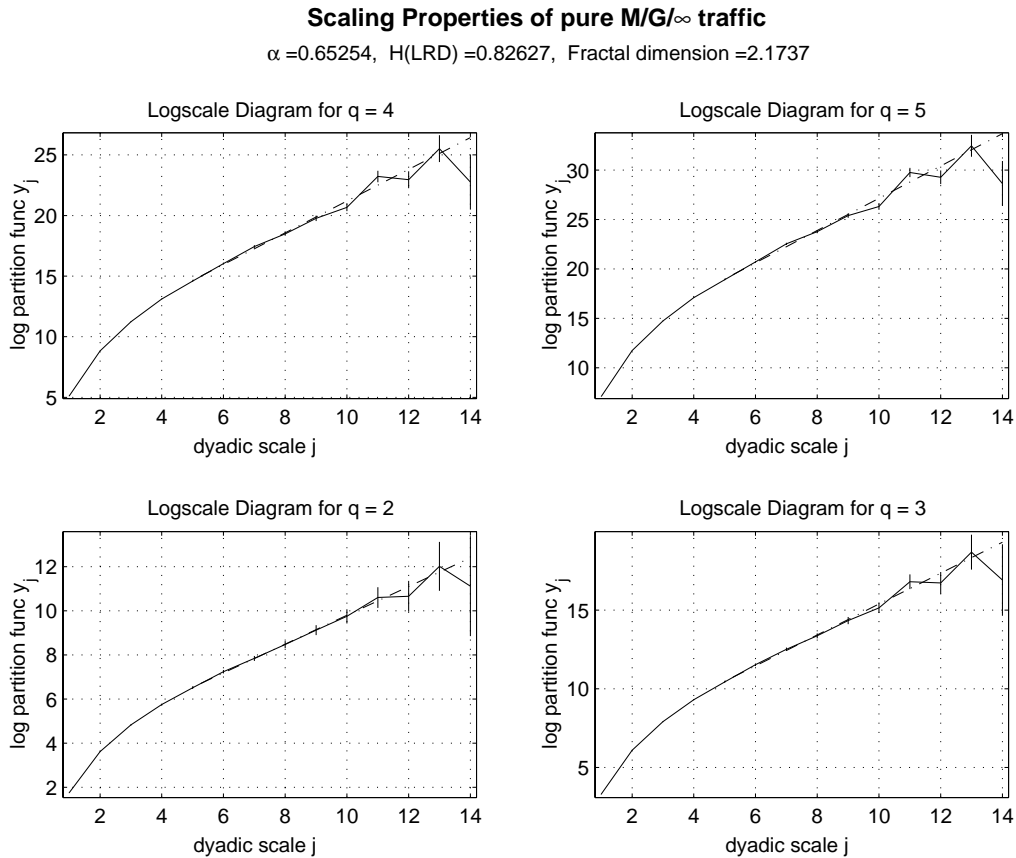 Scaling Properties of pure M/G/∞ traffic
α =0.65254, H(LRD) =0.82627, Fractal dimension =2.1737
Logscale Diagram for q = 4
25
20
15
10
5
log partition func y_j
2 4 6 8 10 12 14
dyadic scale j
Logscale Diagram for q = 5
30
25
20
15
10
log partition func y_j
2 4 6 8 10 12 14
dyadic scale j
Logscale Diagram for q = 2
12
10
8
6
4
2
log partition func y_j
2 4 6 8 10 12 14
dyadic scale j
Logscale Diagram for q = 3
15
10
5
log partition func y_j
2 4 6 8 10 12 14
dyadic scale j